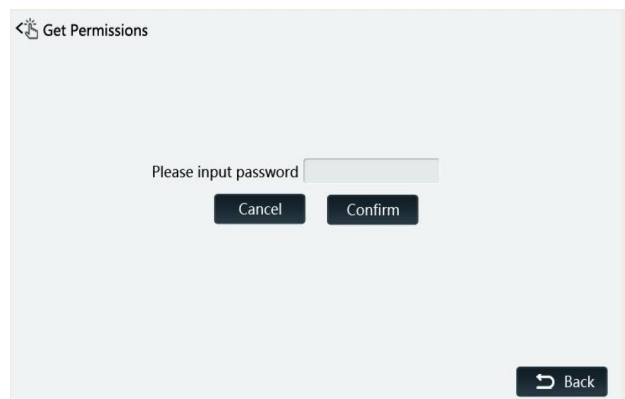 Get Permissions
Please input password
Cancel Confirm
Back